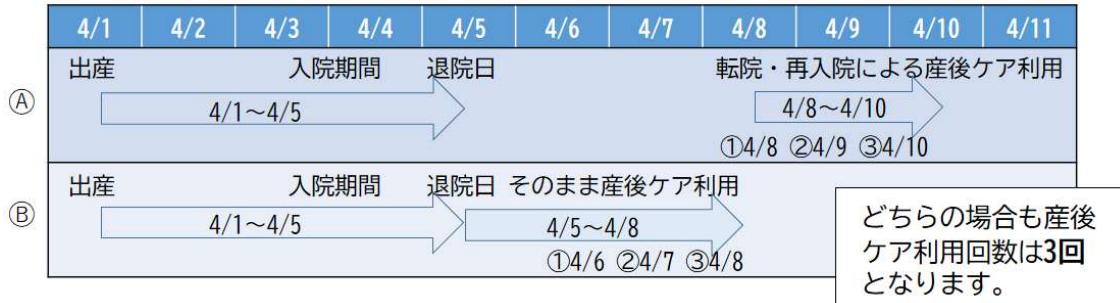 4/1 4/2 4/3 4/4 4/5 4/6 4/7 4/8 4/9 4/10 4/11
Ⓐ
出産 入院期間 退院日 転院・再入院による産後ケア利用
4/1～4/5 4/8～4/10
①4/8 ②4/9 ③4/10
Ⓑ
出産 入院期間 退院日 そのまま産後ケア利用
4/1～4/5 4/5～4/8
①4/6 ②4/7 ③4/8
どちらの場合も産後
ケア利用回数は3回
となります。